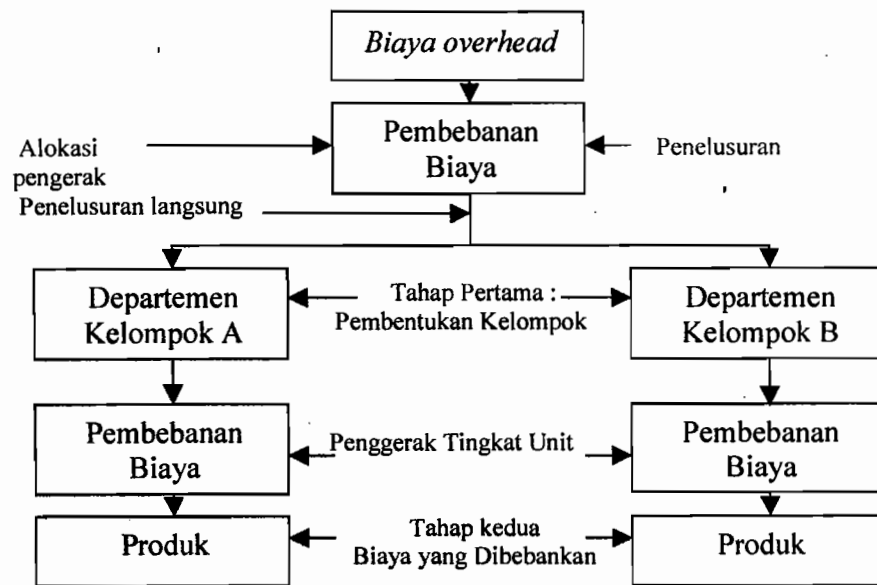 Biaya overhead
Pembebanan
Biaya
Alokasi
pengerak
Penelusuran
Penelusuran langsung
Departemen
Kelompok A
Tahap Pertama :
Pembentukan Kelompok
Departemen
Kelompok B
Pembebanan
Biaya
Penggerak Tingkat Unit
Pembebanan
Biaya
Produk
Tahap kedua
Biaya yang Dibebankan
Produk